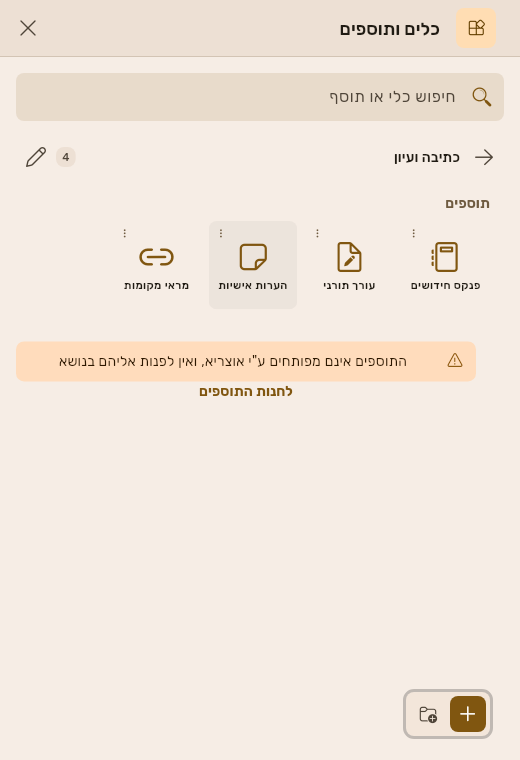 כלים ותוספים
חיפוש כלי או תוסף
כתיבה ועיון
4
תוספים
פנקס חידושים
עורך תורני
הערות אישיות
מראי מקומות
התוספים אינם מפותחים ע"י אוצריא, ואין לפנות אליהם בנושא
לחנות התוספים